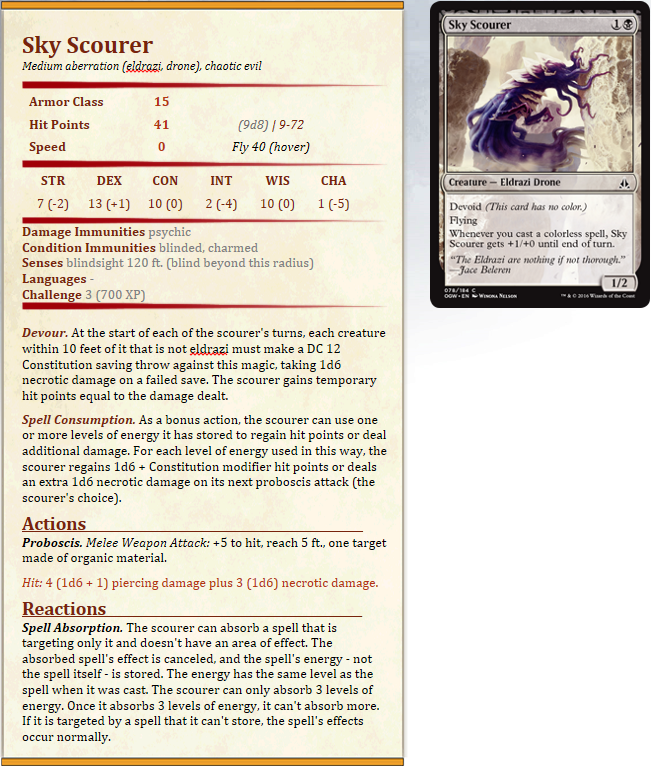 Sky Scourer
Medium aberration (eldrazi, drone), chaotic evil
Armor Class 15
Hit Points 41 (9d8) | 9-72
Speed 0 Fly 40 (hover)
STR DEX CON INT WIS CHA
7 (-2) 13 (+1) 10 (0) 2 (-4) 10 (0) 1 (-5)
Damage Immunities psychic
Condition Immunities blinded, charmed
Senses blindsight 120 ft. (blind beyond this radius)
Languages -
Challenge 3 (700 XP)
Devour. At the start of each of the scourer's turns, each creature
within 10 feet of it that is not eldrazi must make a DC 12
Constitution saving throw against this magic, taking 1d6
necrotic damage on a failed save. The scourer gains temporary
hit points equal to the damage dealt.
Spell Consumption. As a bonus action, the scourer can use one
or more levels of energy it has stored to regain hit points or deal
additional damage. For each level of energy used in this way, the
scourer regains 1d6 + Constitution modifier hit points or deals
an extra 1d6 necrotic damage on its next proboscis attack (the
scourer's choice).
Actions
Proboscis. Melee Weapon Attack: +5 to hit, reach 5 ft., one target
made of organic material.
Hit: 4 (1d6 + 1) piercing damage plus 3 (1d6) necrotic damage.
Reactions
Spell Absorption. The scourer can absorb a spell that is
targeting only it and doesn't have an area of effect. The
absorbed spell's effect is canceled, and the spell's energy - not
the spell itself - is stored. The energy has the same level as the
spell when it was cast. The scourer can only absorb 3 levels of
energy. Once it absorbs 3 levels of energy, it can't absorb more.
If it is targeted by a spell that it can't store, the spell's effects
occur normally.
Sky Scourer 1
Creature — Eldrazi Drone
Devoid (This card has no color.)
Flying
Whenever you cast a colorless spell, Sky
Scourer gets +1/+0 until end of turn.
"The Eldrazi are nothing if not thorough."
—Jace Beleren
1/2
078/184 C
OGW • EN Winona Nelson ™ & © 2016 Wizards of the Coast